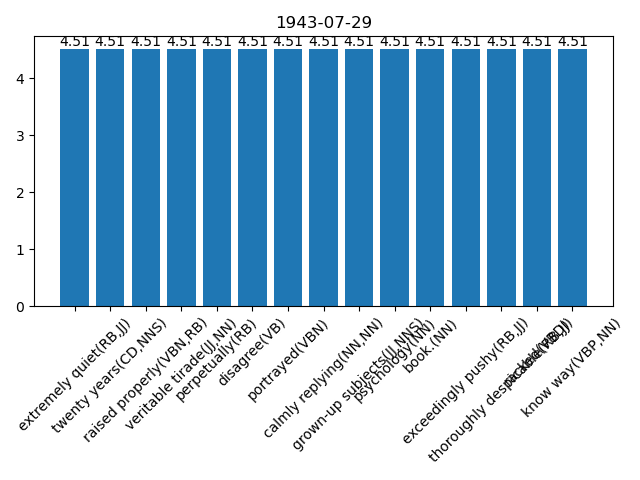 1943-07-29
4.51 4.51 4.51 4.51 4.51 4.51 4.51 4.51 4.51 4.51 4.51 4.51 4.51 4.51 4.51
4
3
2
1
0
extremely quiet(RB,JJ)
twenty years(CD,NNS)
raised properly(VBN,RB)
veritable tirade(JJ,NN)
perpetually(RB)
disagree(VB)
portrayed(VBN)
calmly replying(NN,NN)
grown-up subjects(JJ,NNS)
psychology(NN)
book.(NN)
exceedingly pushy(RB,JJ)
thoroughly despicable(RB,JJ)
know way(VBP,NN)